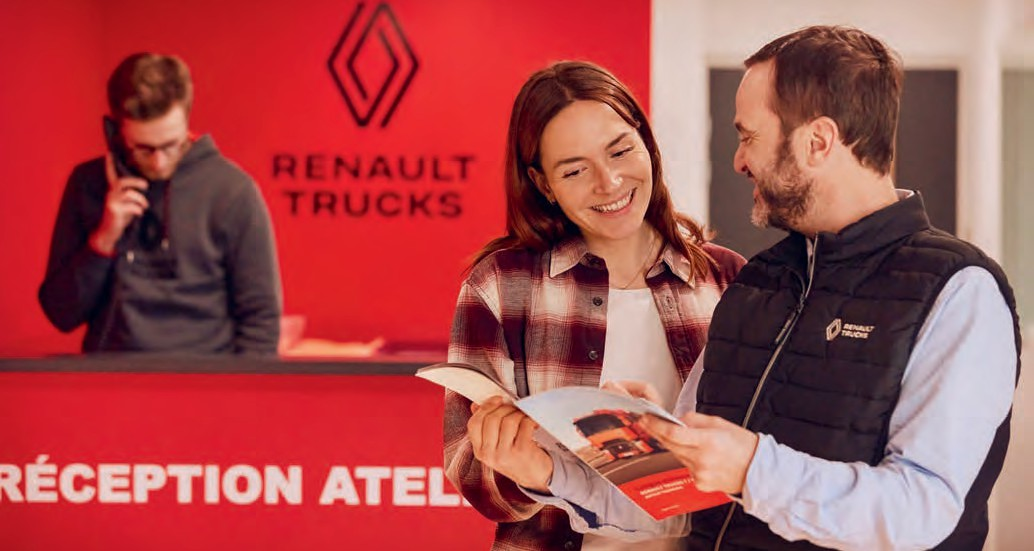 RENAULT
TRUCKS
RENAULT
TRUCKS
RÉCEPTION ATEL